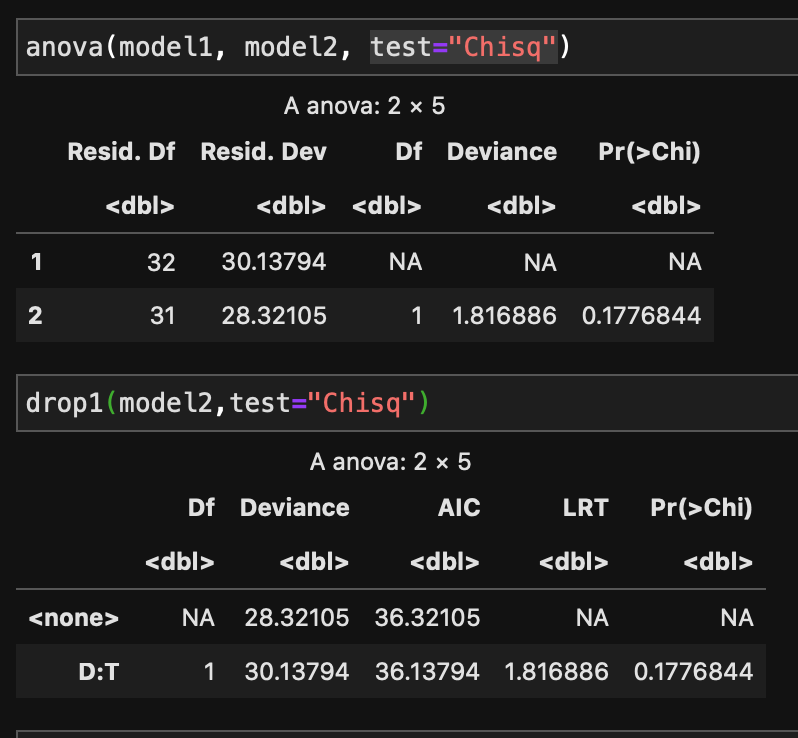 anova(model1, model2, test="Chisq")
A anova: 2 × 5
Resid. Df Resid. Dev Df Deviance Pr(>Chi)
<dbl> <dbl> <dbl> <dbl> <dbl>
1 32 30.13794 NA NA NA
2 31 28.32105 1 1.816886 0.1776844
drop1(model2,test="Chisq")
A anova: 2 × 5
Df Deviance AIC LRT Pr(>Chi)
<dbl> <dbl> <dbl> <dbl> <dbl>
<none> NA 28.32105 36.32105 NA NA
D:T 1 30.13794 36.13794 1.816886 0.1776844